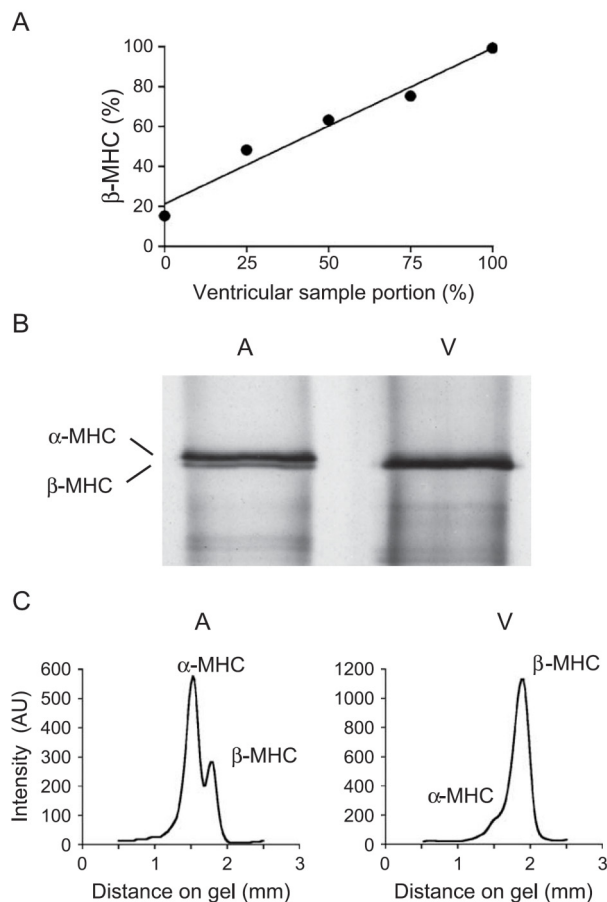 A
100
80
60
40
20
0
β-MHC (%)
0 25 50 75 100
Ventricular sample portion (%)
B
A V
α-MHC
β-MHC
C
A
600
500
400
300
200
100
0
Intensity (AU)
α-MHC
β-MHC
0 1 2 3
Distance on gel (mm)
V
1200
1000
800
600
400
200
0
β-MHC
α-MHC
0 1 2 3
Distance on gel (mm)